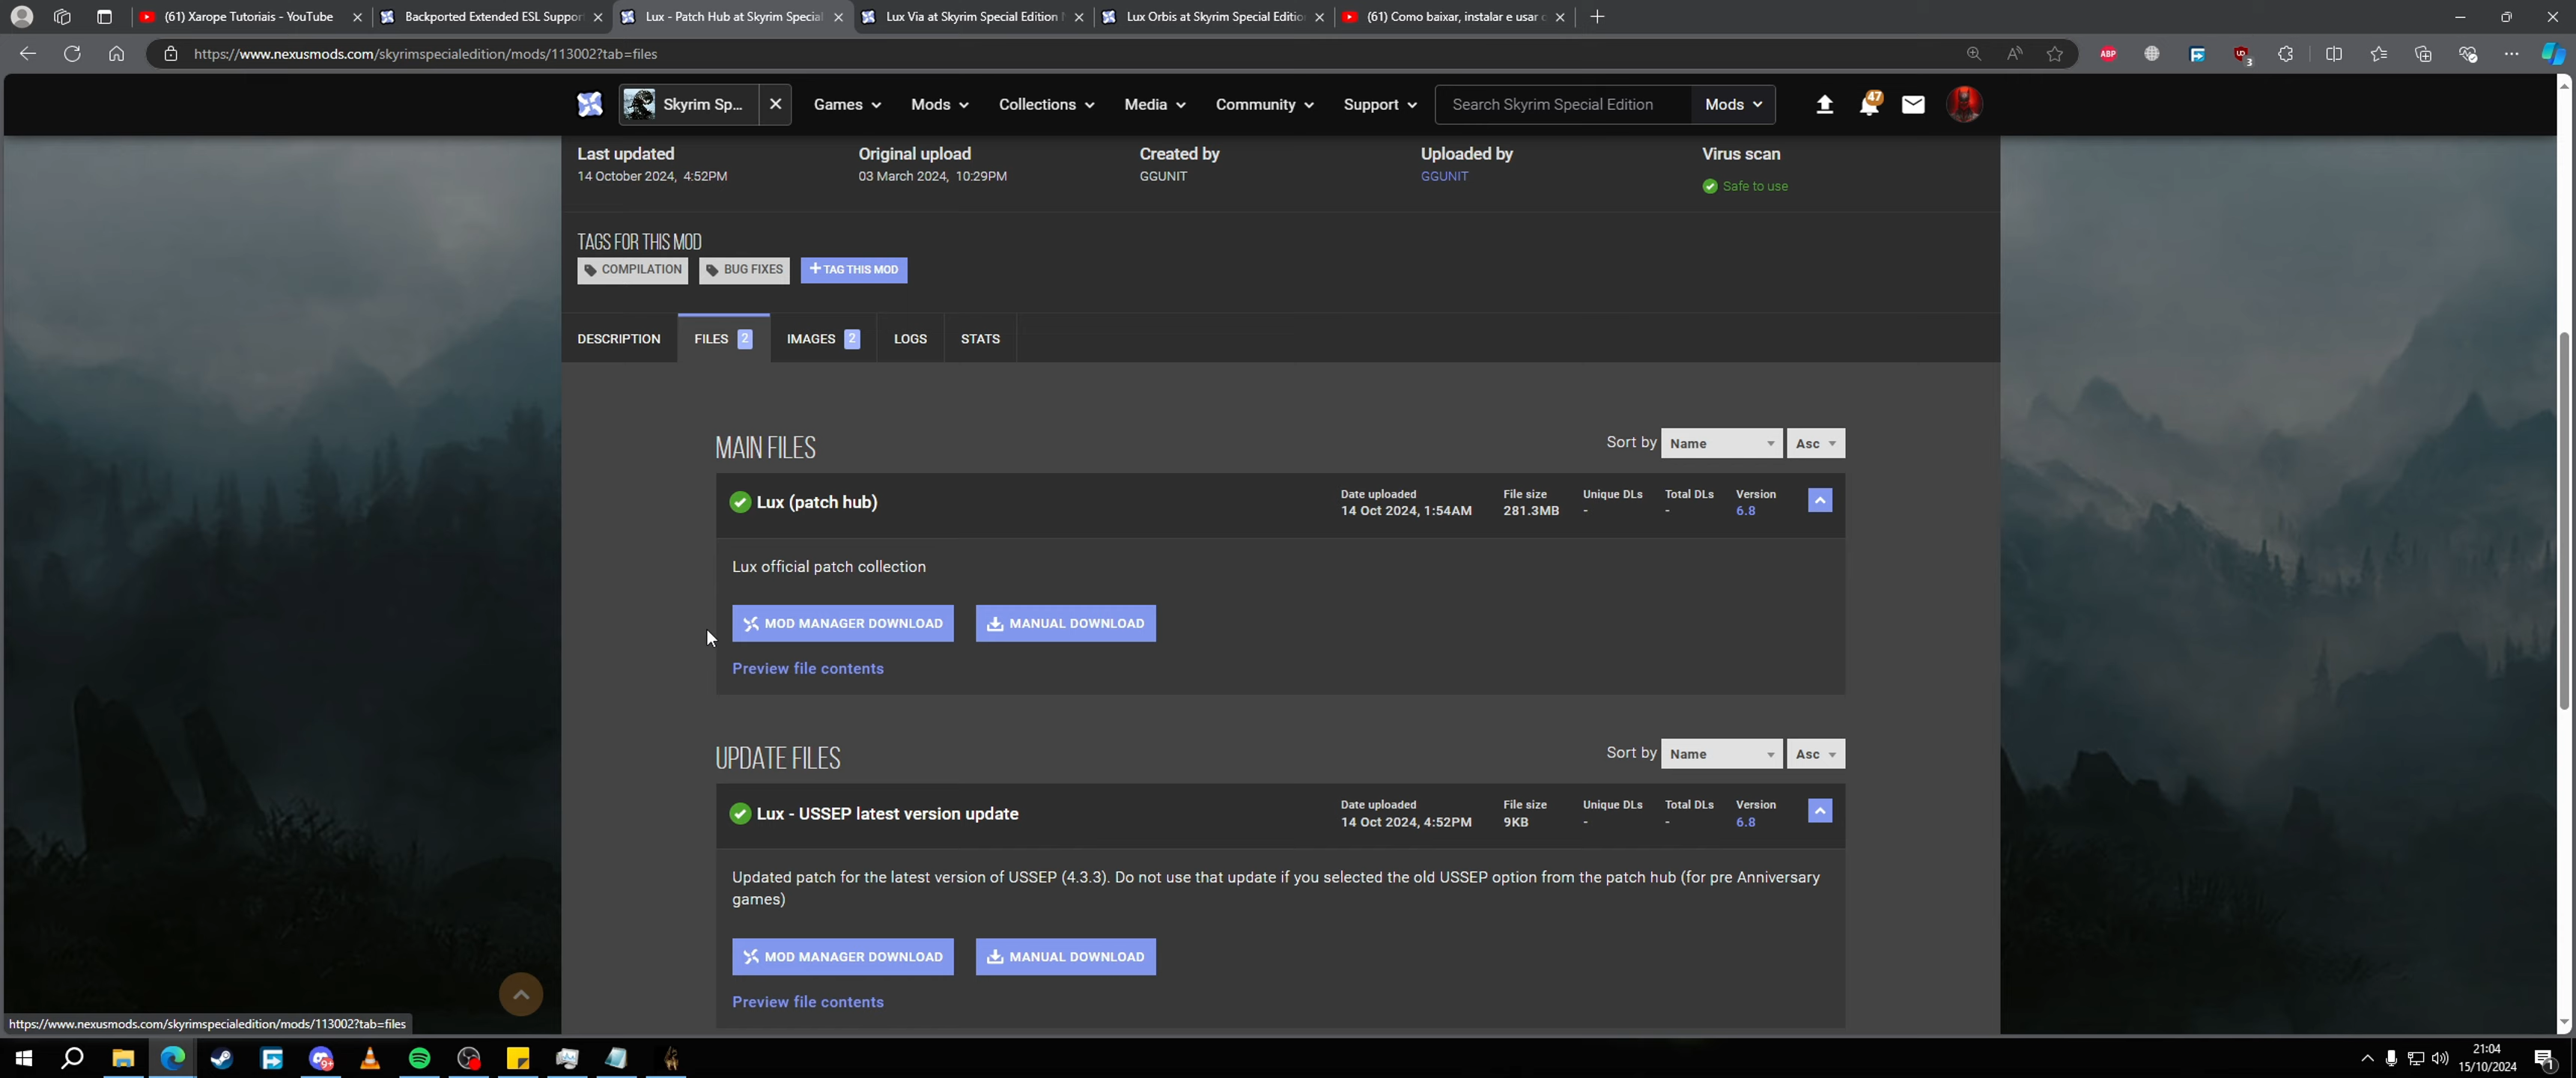 (61) Xarope Tutoriais - YouTube
Backported Extended ESL Support
Lux - Patch Hub at Skyrim Special
Lux Via at Skyrim Special Edition
Lux Orbis at Skyrim Special Editio
(61) Como baixar, instalar e usar
https://www.nexusmods.com/skyrimspecialedition/mods/113002?tab=files
ABP
3
Skyrim Sp...
Games
Mods
Collections
Media
Community
Support
Search Skyrim Special Edition
Mods
47
Last updated
14 October 2024, 4:52PM
Original upload
03 March 2024, 10:29PM
Created by
GGUNIT
Uploaded by
GGUNIT
Virus scan
Safe to use
TAGS FOR THIS MOD
COMPILATION
BUG FIXES
+ TAG THIS MOD
DESCRIPTION
FILES 2
IMAGES 2
LOGS
STATS
MAIN FILES
Sort by Name Asc
Lux (patch hub)
Date uploaded
14 Oct 2024, 1:54AM
File size
281.3MB
Unique DLs
-
Total DLs
-
Version
6.8
Lux official patch collection
MOD MANAGER DOWNLOAD
MANUAL DOWNLOAD
Preview file contents
UPDATE FILES
Sort by Name Asc
Lux - USSEP latest version update
Date uploaded
14 Oct 2024, 4:52PM
File size
9KB
Unique DLs
-
Total DLs
-
Version
6.8
Updated patch for the latest version of USSEP (4.3.3). Do not use that update if you selected the old USSEP option from the patch hub (for pre Anniversary
games)
MOD MANAGER DOWNLOAD
MANUAL DOWNLOAD
Preview file contents
https://www.nexusmods.com/skyrimspecialedition/mods/113002?tab=files
9+
21:04
15/10/2024
1